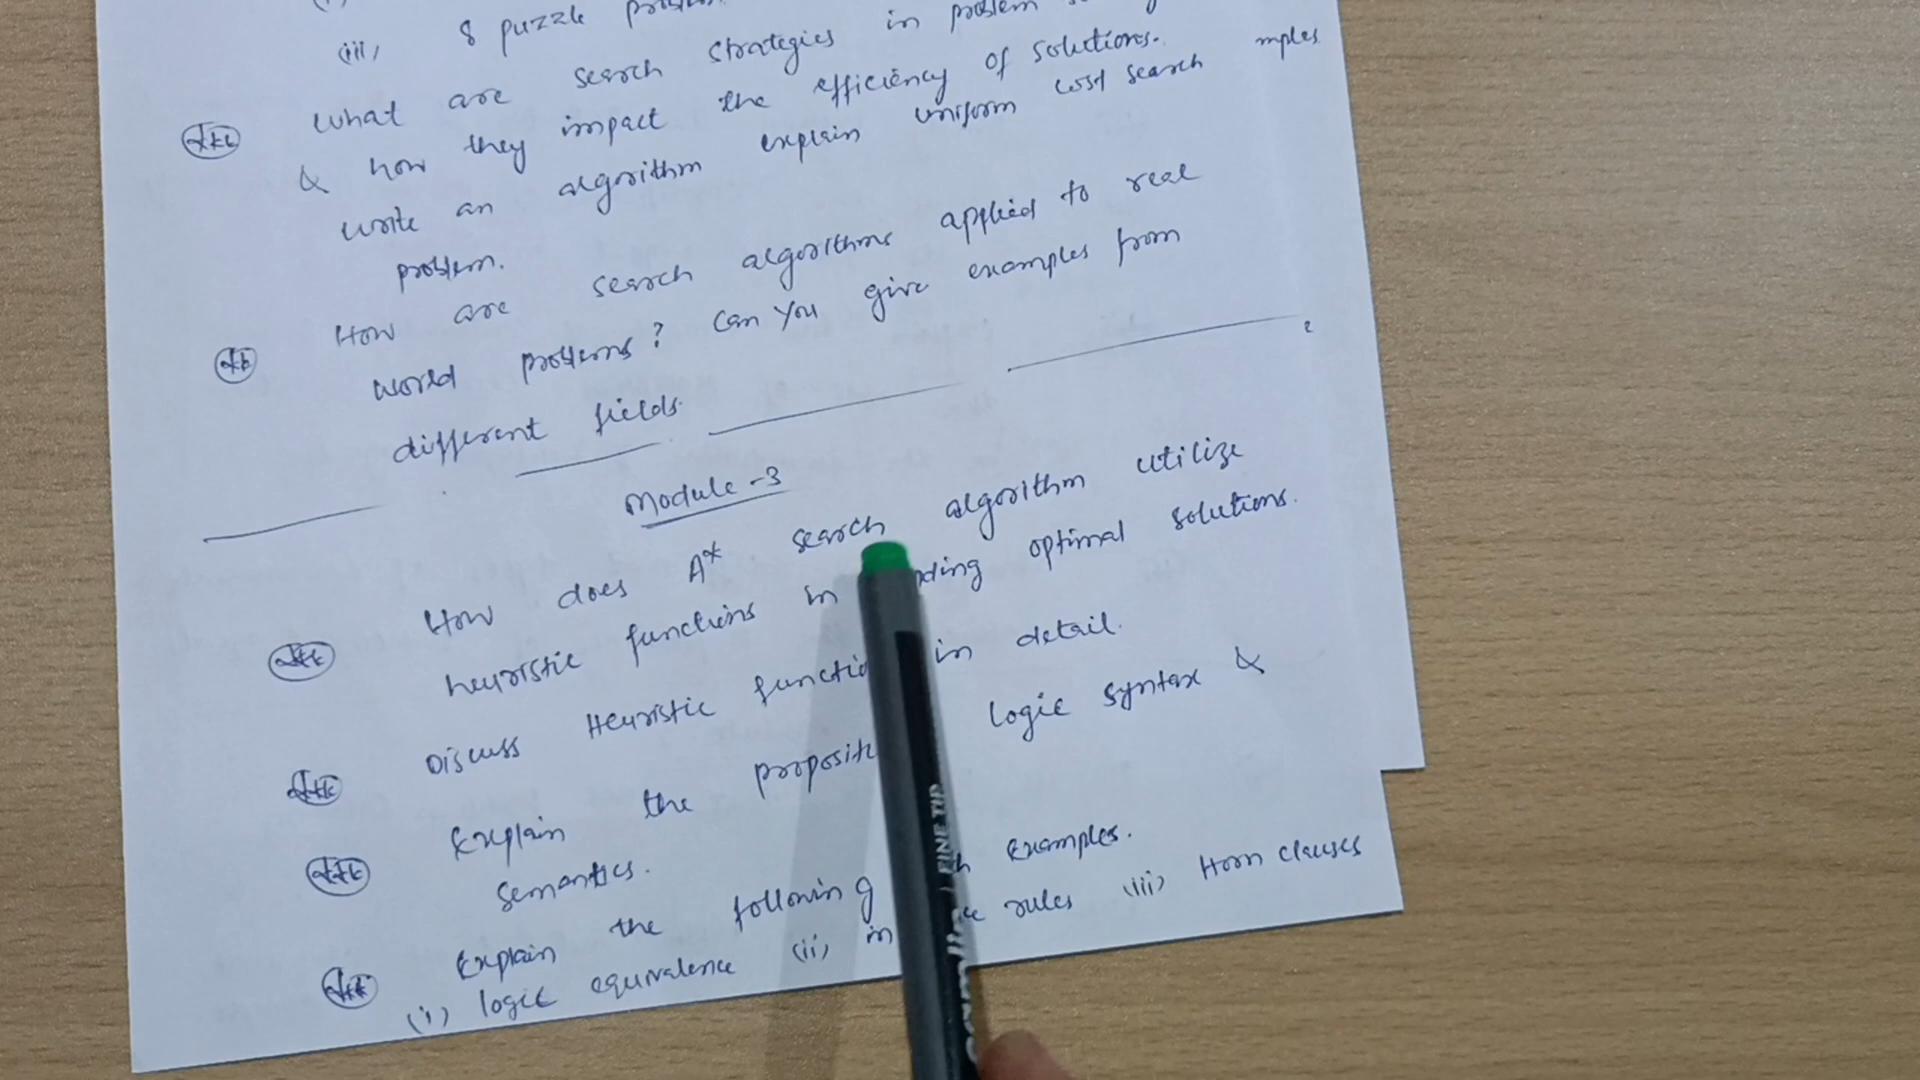 (iii) 8 puzzle
What are search strategies in problem
& how they impact the efficiency of solutions.
mples
write an algorithm explain uniform cost search
problem.
How are search algorithms applied to real
world problems? Can you give examples from
different fields.
Module-3
How does A* search algorithm utilize
heuristic functions in optimal solutions.
Discuss Heuristic in detail.
Explain the logic syntax &
semantics.
Explain the following Examples.
(i) logic equivalence (ii) rules (iii) Horn clauses
FINE TIP